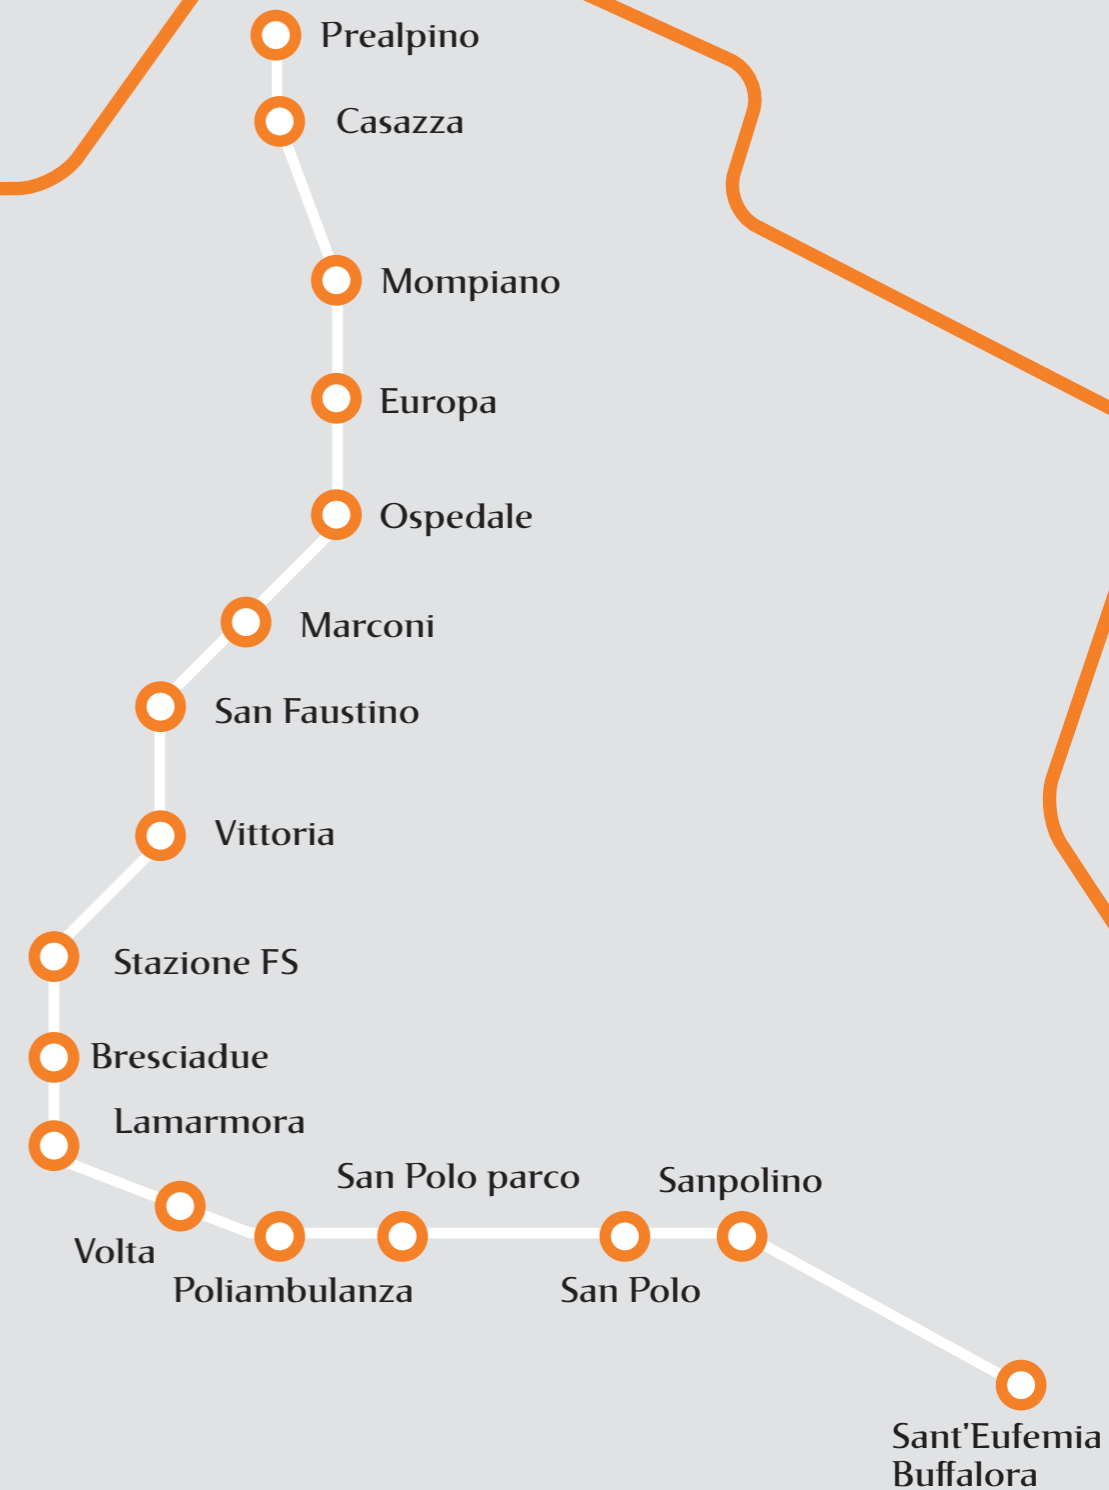 Prealpino
Casazza
Mompiano
Europa
Ospedale
Marconi
San Faustino
Vittoria
Stazione FS
Bresciadue
Lamarmora
Volta
Poliambulanza
San Polo parco
San Polo
Sanpolino
Sant'Eufemia
Buffalora